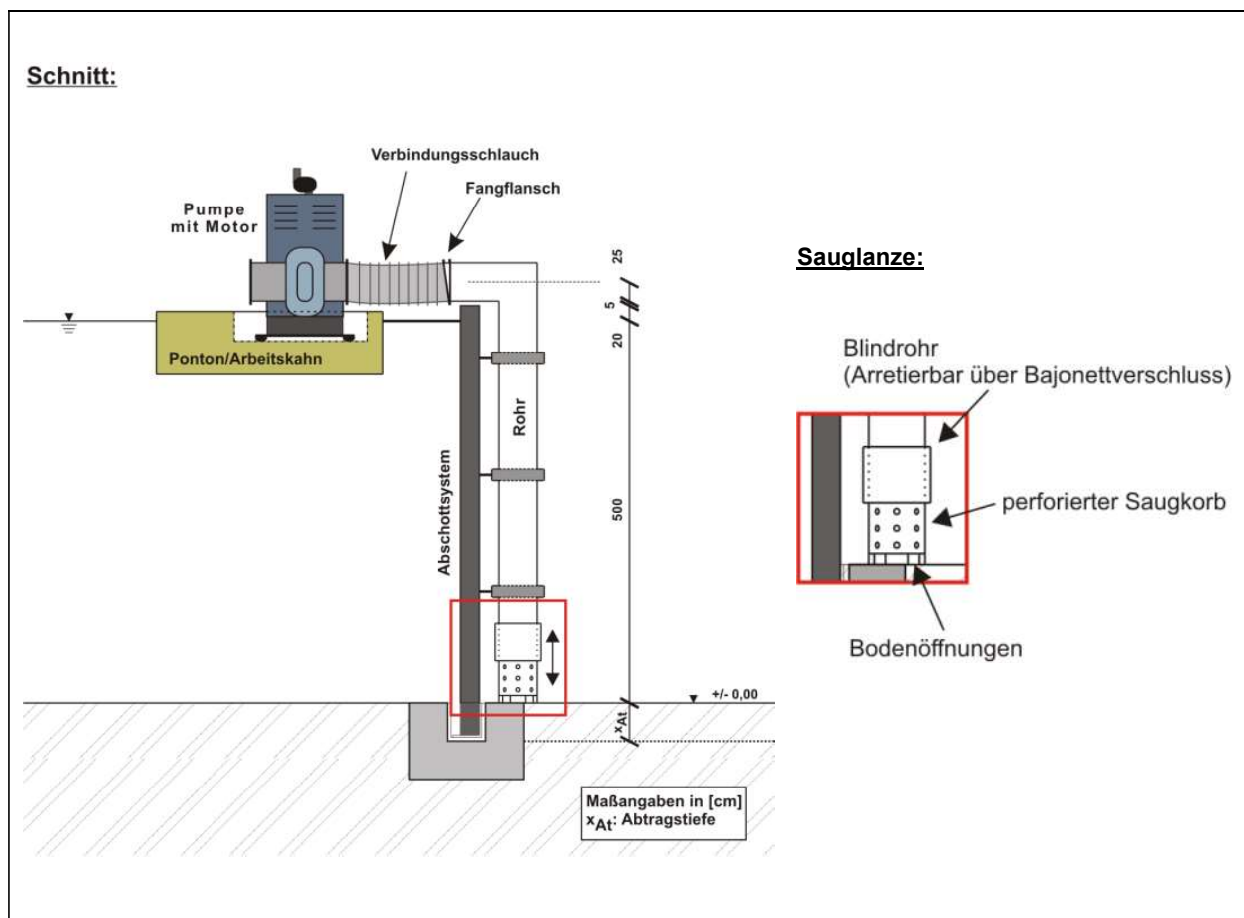 Schnitt:
Verbindungsschlauch
Fangflansch
Pumpe
mit Motor
25
5
20
Ponton/Arbeitskahn
Rohr
Abschottsystem
500
+/- 0,00
xAt
Maßangaben in [cm]
xAt: Abtragstiefe
Sauglanze:
Blindrohr
(Arretierbar über Bajonettverschluss)
perforierter Saugkorb
Bodenöffnungen